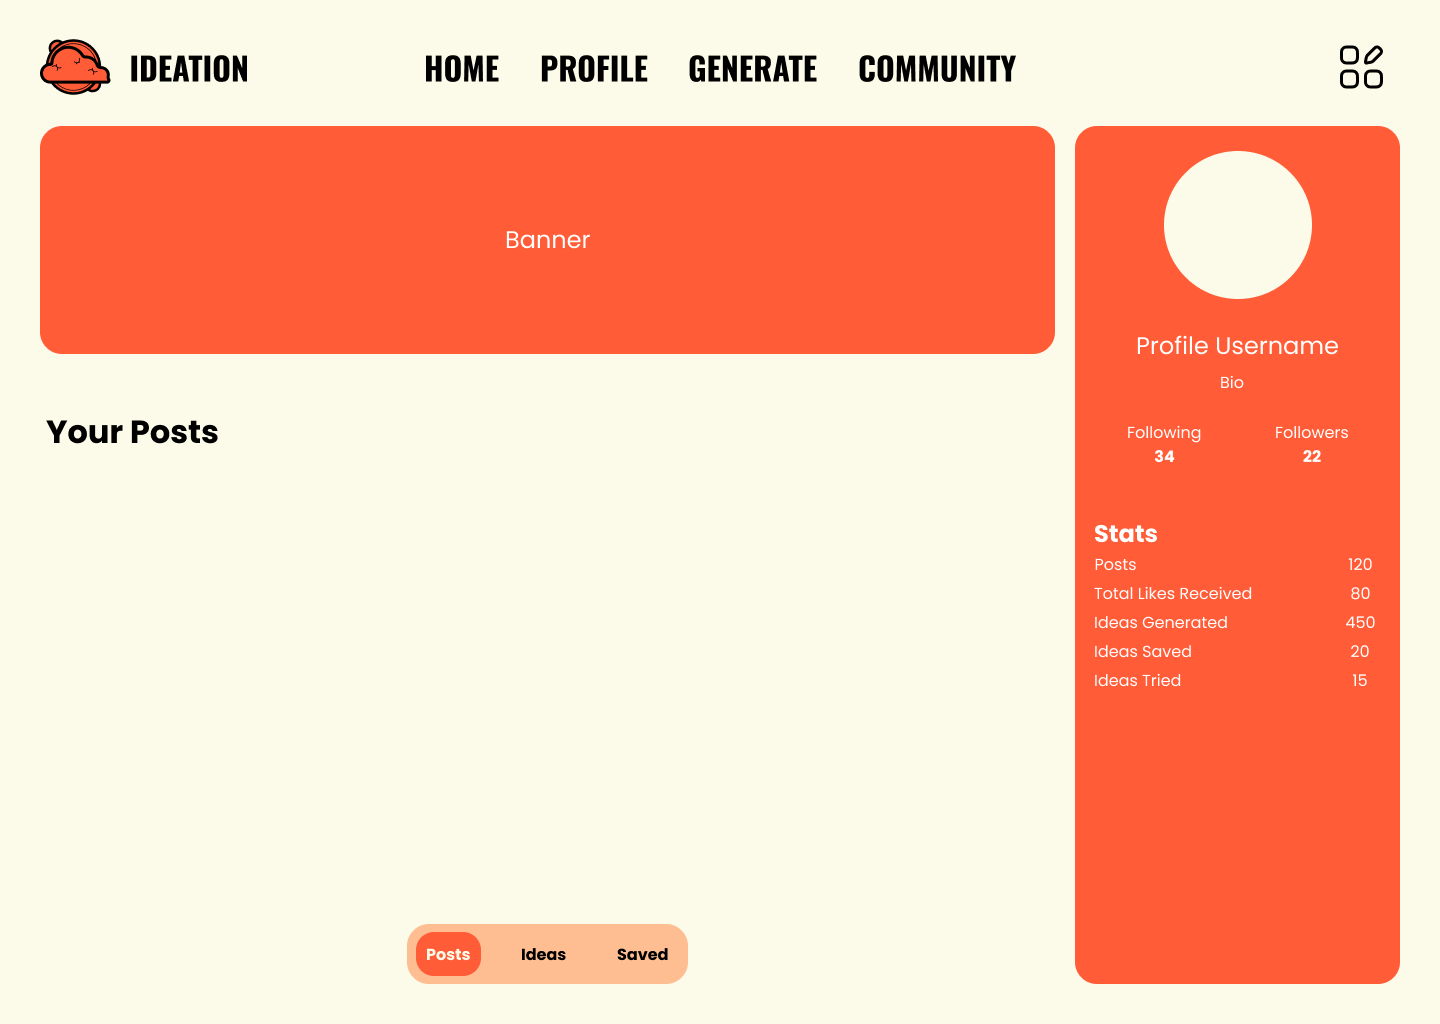 IDEATION
HOME PROFILE GENERATE COMMUNITY
Banner
Your Posts
Posts Ideas Saved
Profile Username
Bio
Following Followers
34 22
Stats
Posts 120
Total Likes Received 80
Ideas Generated 450
Ideas Saved 20
Ideas Tried 15